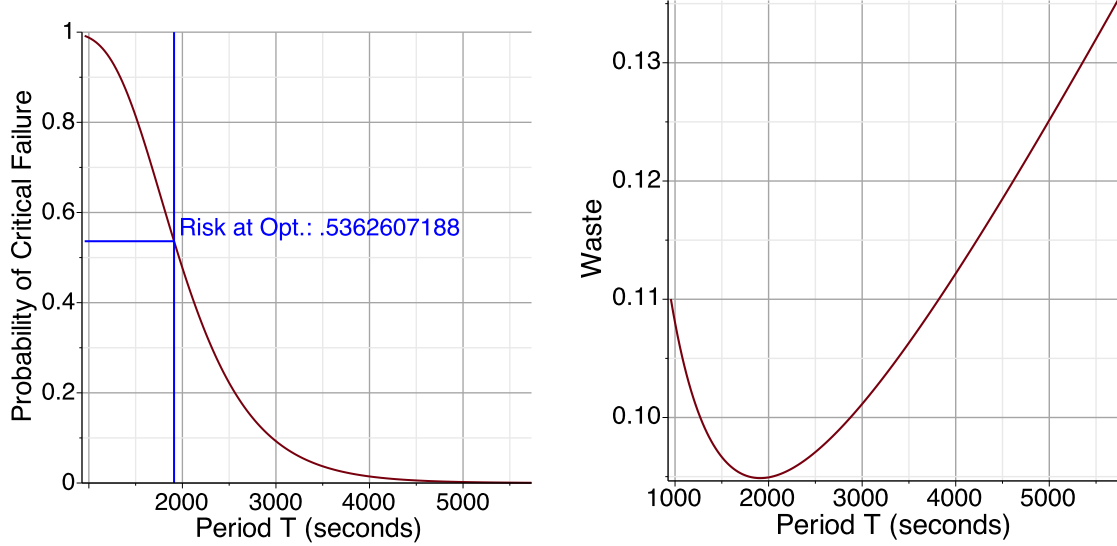 1
0.8
0.6
0.4
0.2
0
Probability of Critical Failure
Risk at Opt.: .5362607188
2000 3000 4000 5000
Period T (seconds)
0.13
0.12
0.11
0.10
Waste
1000 2000 3000 4000 5000
Period T (seconds)